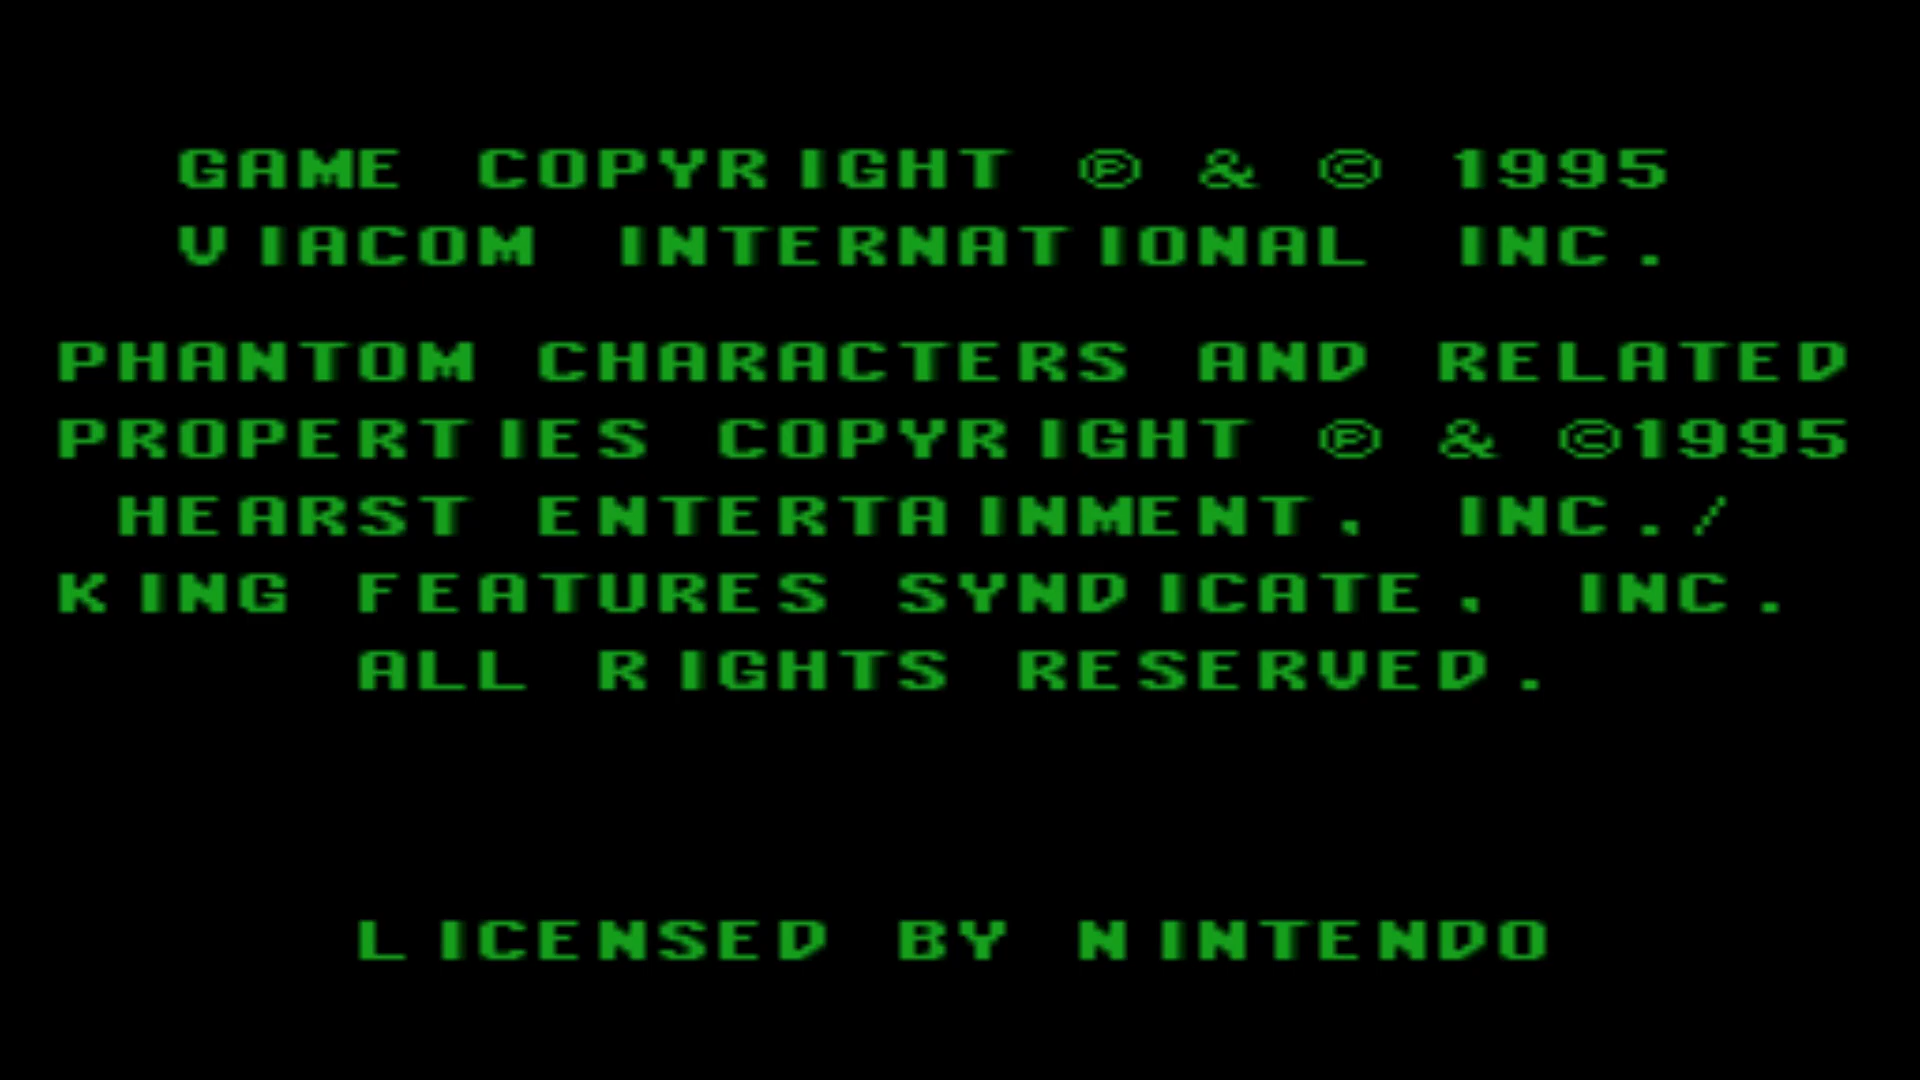 GAME COPYRIGHT ℗ & © 1995
VIACOM INTERNATIONAL INC.
PHANTOM CHARACTERS AND RELATED
PROPERTIES COPYRIGHT ℗ & ©1995
HEARST ENTERTAINMENT, INC./
KING FEATURES SYNDICATE, INC.
ALL RIGHTS RESERVED.
LICENSED BY NINTENDO